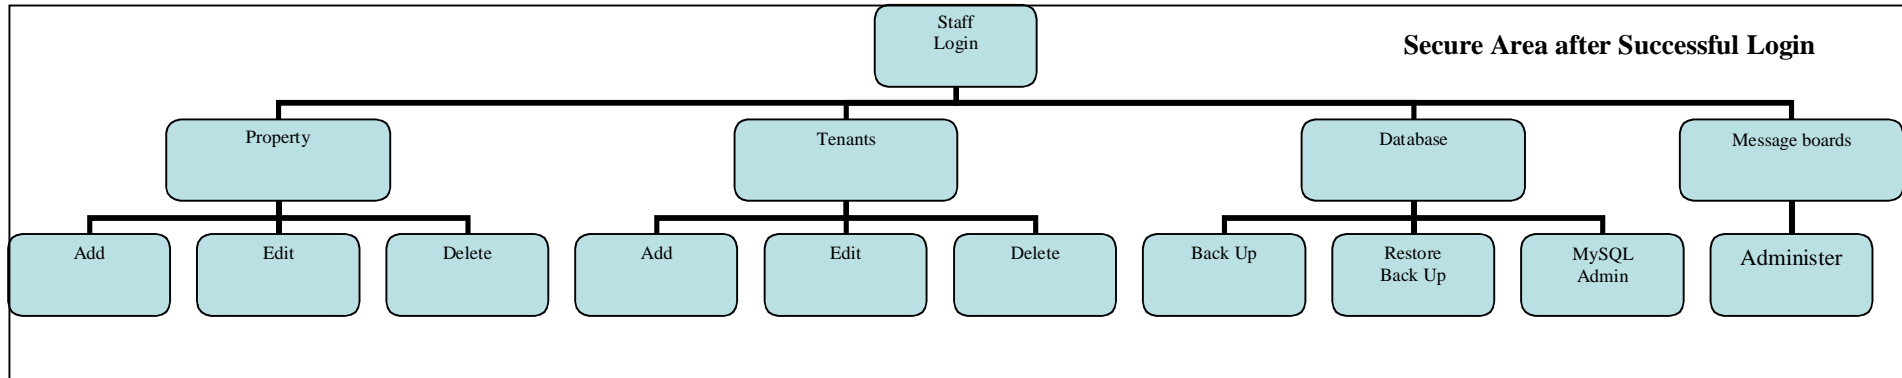 Staff
Login
Secure Area after Successful Login
Property
Tenants
Database
Message boards
Add
Edit
Delete
Add
Edit
Delete
Back Up
Restore
Back Up
MySQL
Admin
Administer